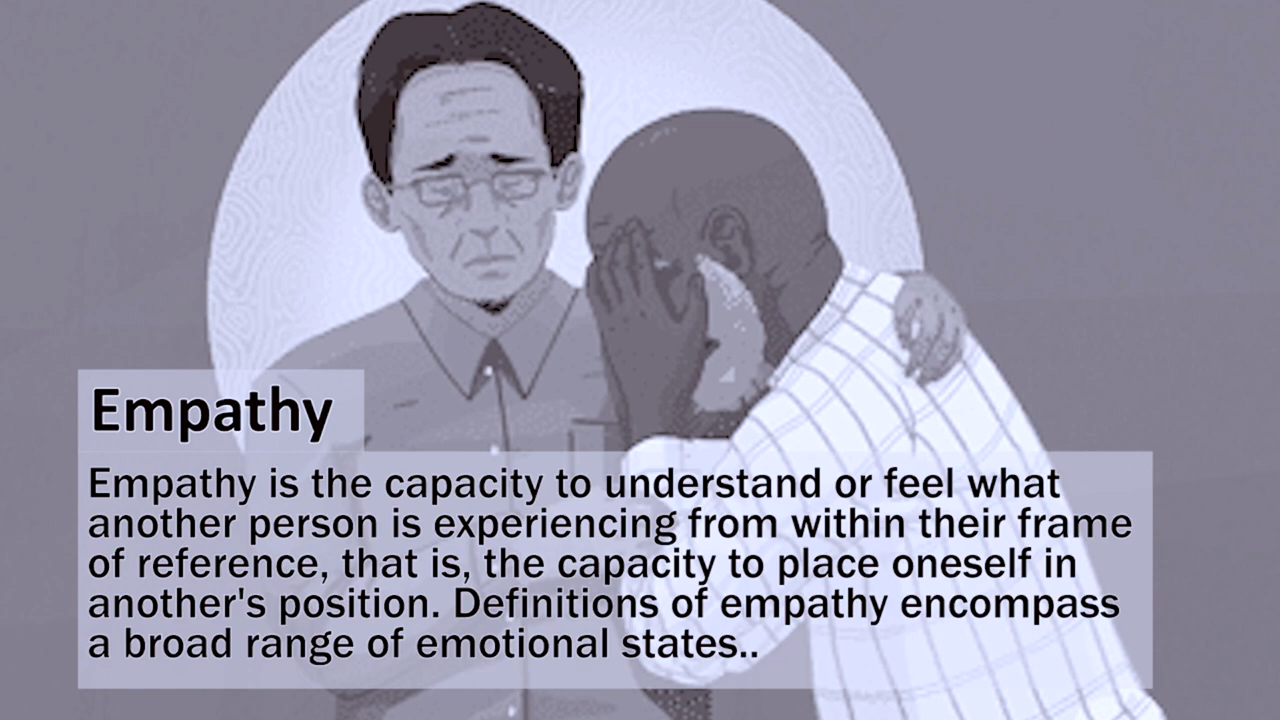 Empathy
Empathy is the capacity to understand or feel what
another person is experiencing from within their frame
of reference, that is, the capacity to place oneself in
another's position. Definitions of empathy encompass
a broad range of emotional states..